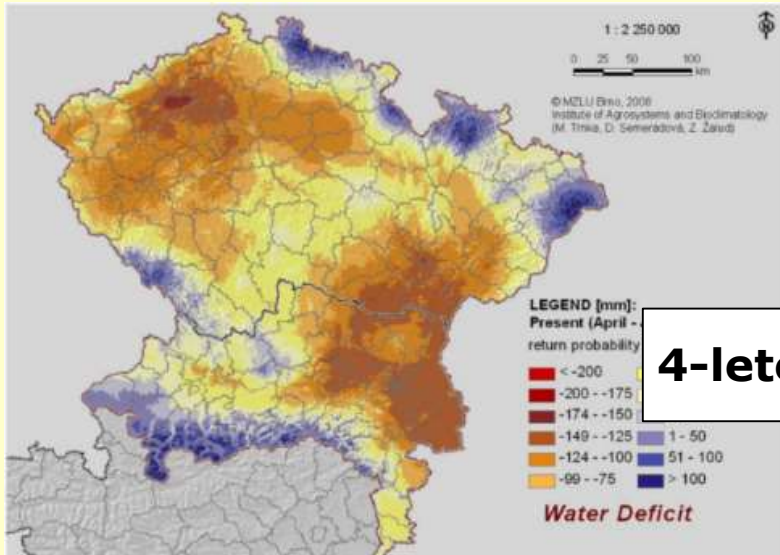 1 : 2 250 000
0 25 50 100
km
© MZLU Brno, 2008
Institute of Agrosystems and Bioclimatology
(M. Trnka, D. Semerádová, Z. Žalud)
LEGEND [mm]:
Present (April -
return probability
4-leto
< -200
-200 - -175
-174 - -150
-149 - -125
-124 - -100
-99 - -75
1 - 50
51 - 100
> 100
Water Deficit